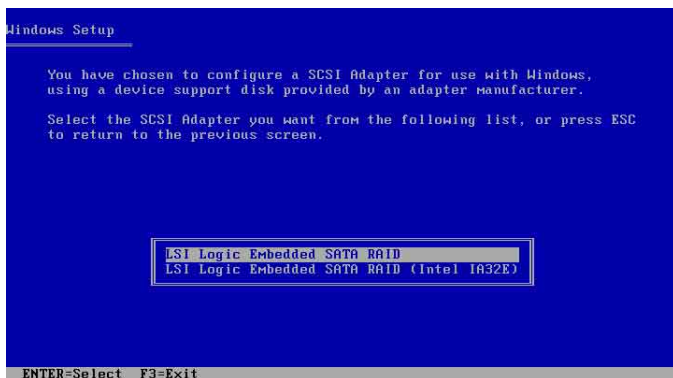 Windows Setup
You have chosen to configure a SCSI Adapter for use with Windows,
using a device support disk provided by an adapter manufacturer.
Select the SCSI Adapter you want from the following list, or press ESC
to return to the previous screen.
LSI Logic Embedded SATA RAID
LSI Logic Embedded SATA RAID (Intel IA32E)
ENTER=Select F3=Exit